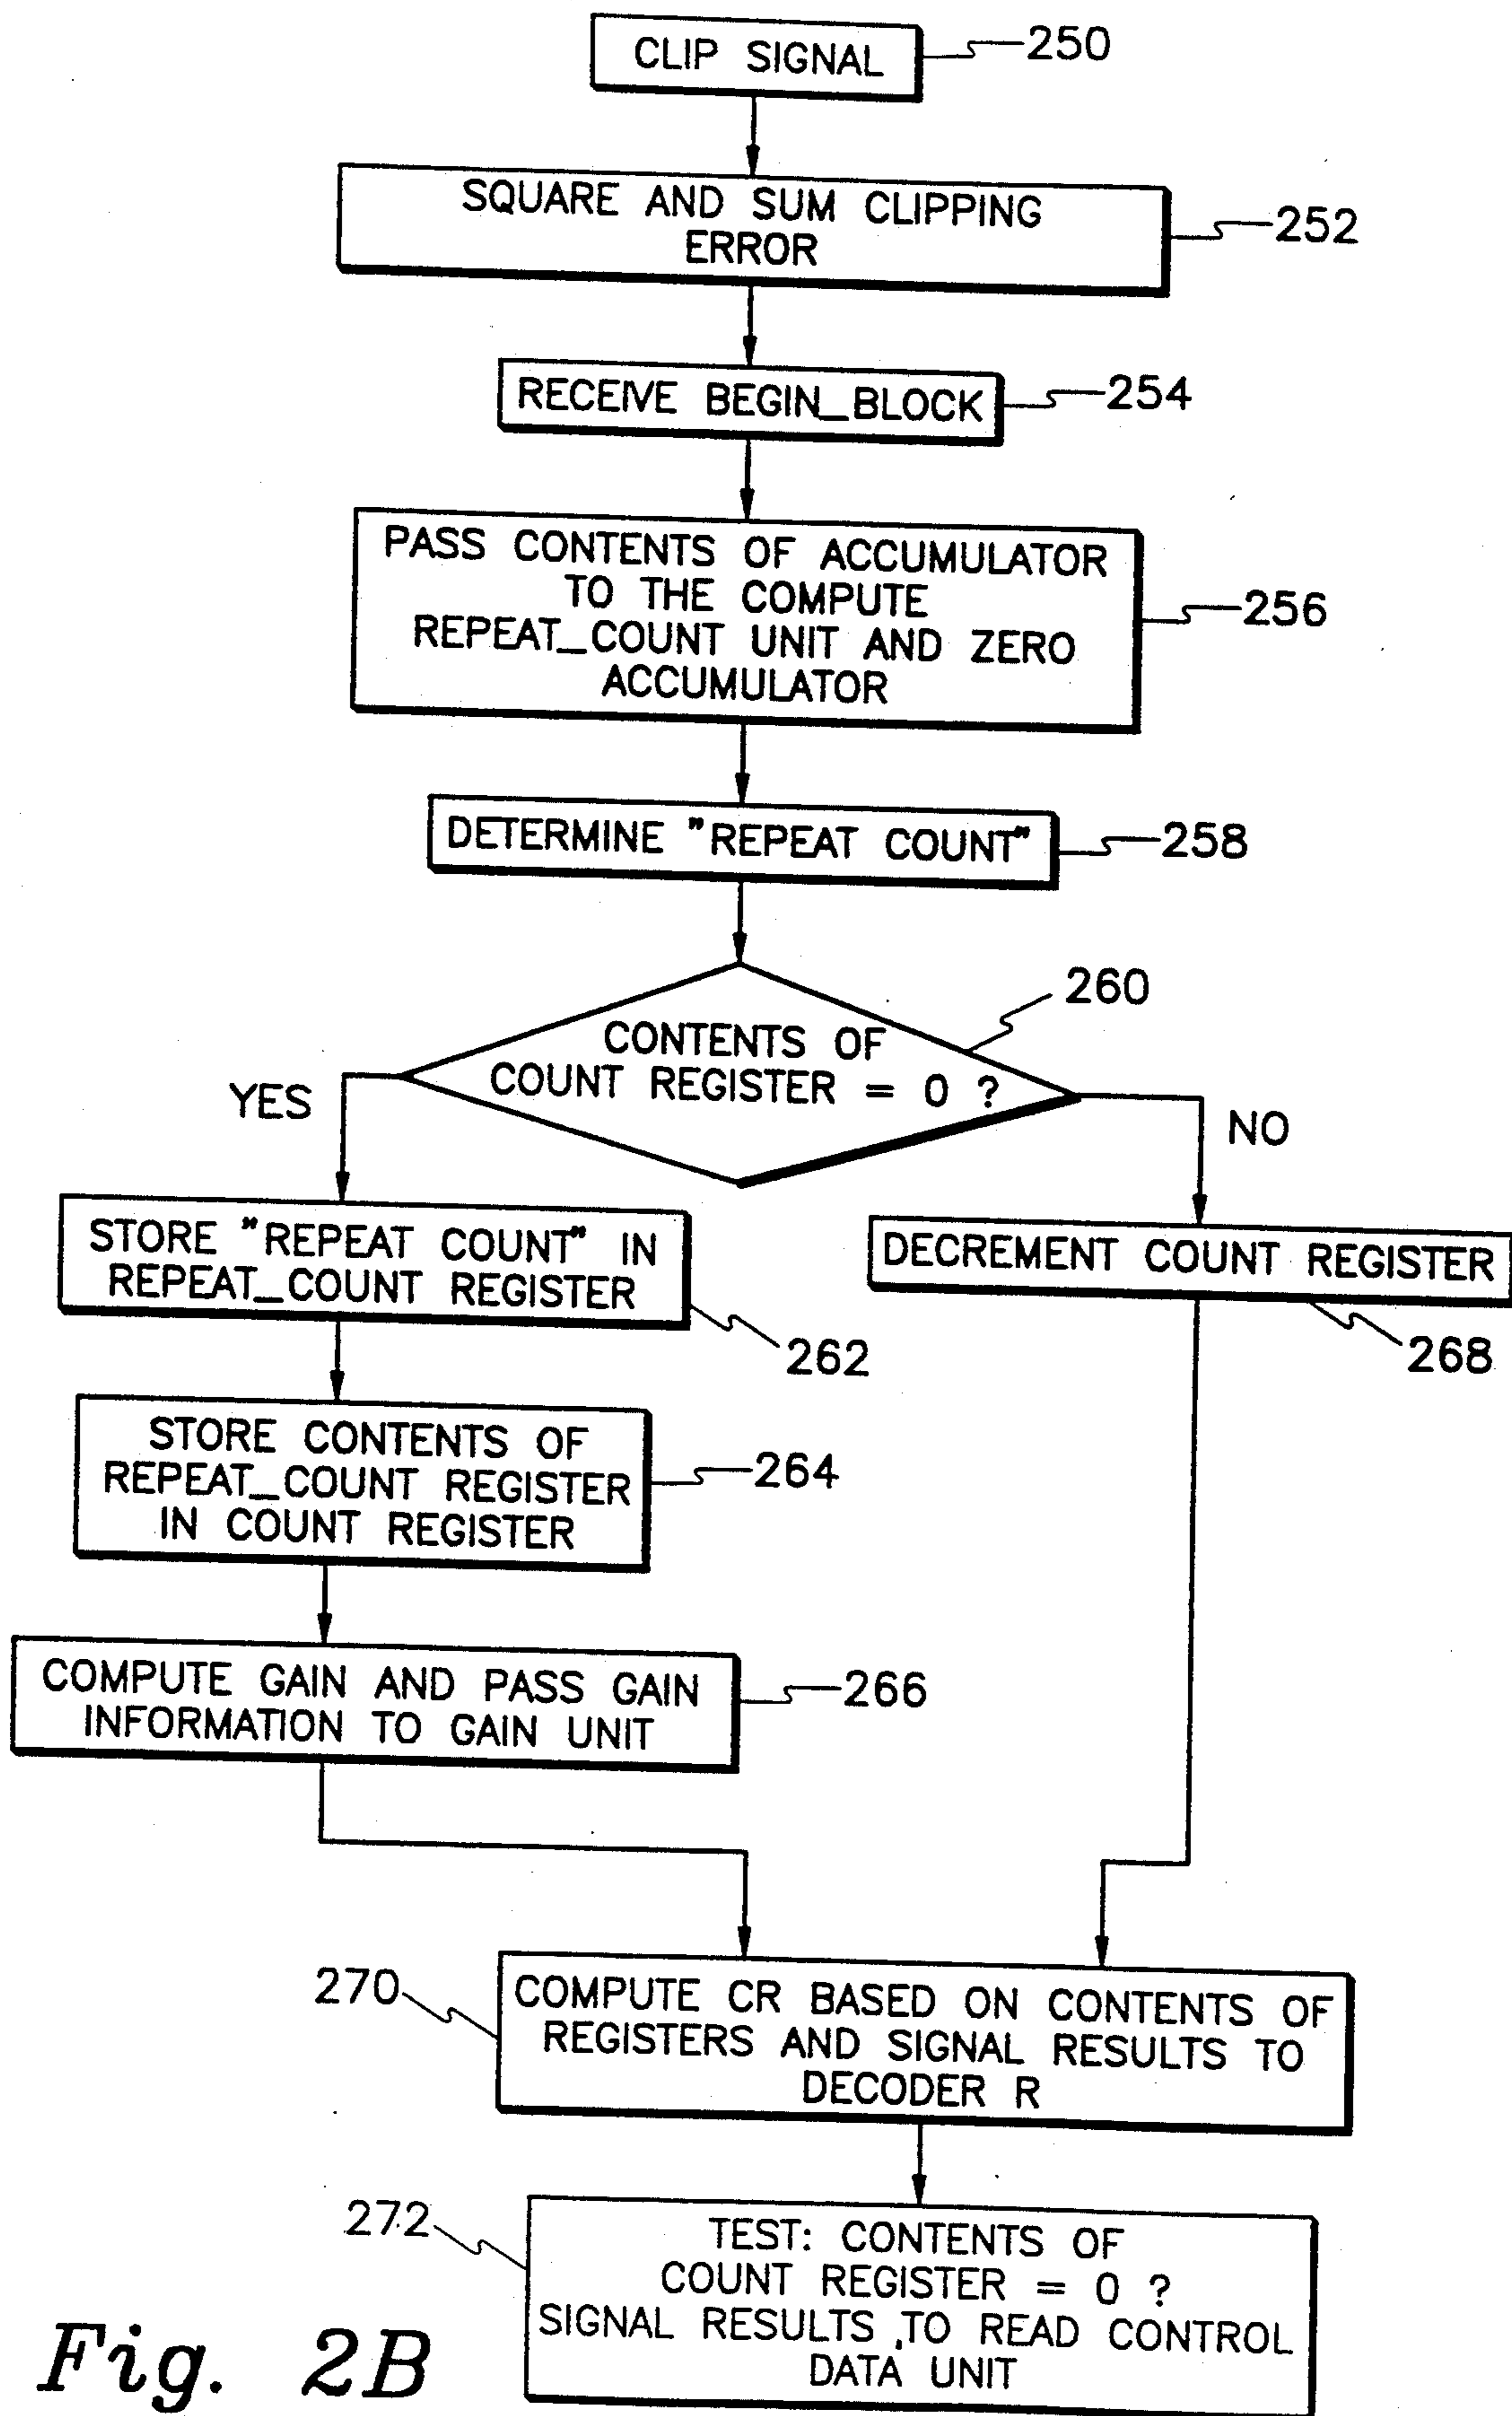 CLIP SIGNAL
250
SQUARE AND SUM CLIPPING
ERROR
252
RECEIVE BEGIN_BLOCK
254
PASS CONTENTS OF ACCUMULATOR
TO THE COMPUTE
REPEAT_COUNT UNIT AND ZERO
ACCUMULATOR
256
DETERMINE "REPEAT COUNT"
258
260
CONTENTS OF
COUNT REGISTER = 0 ?
YES
NO
STORE "REPEAT COUNT" IN
REPEAT_COUNT REGISTER
262
DECREMENT COUNT REGISTER
268
STORE CONTENTS OF
REPEAT_COUNT REGISTER
IN COUNT REGISTER
264
COMPUTE GAIN AND PASS GAIN
INFORMATION TO GAIN UNIT
266
270
COMPUTE CR BASED ON CONTENTS OF
REGISTERS AND SIGNAL RESULTS TO
DECODER R
272
TEST: CONTENTS OF
COUNT REGISTER = 0 ?
SIGNAL RESULTS TO READ CONTROL
DATA UNIT
Fig. 2B